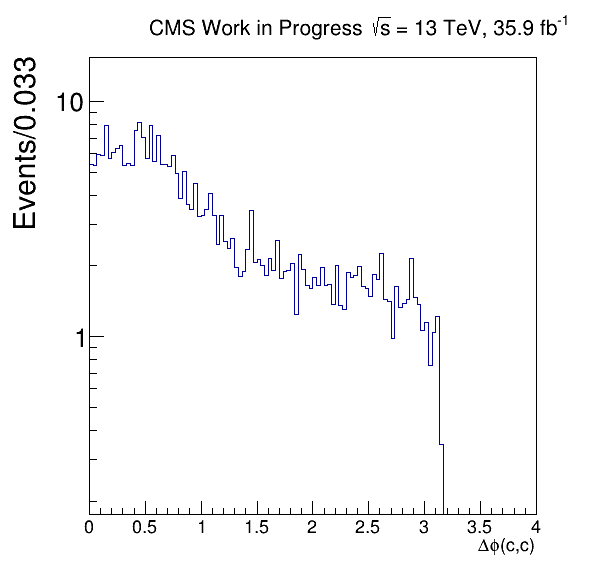 CMS Work in Progress √s = 13 TeV, 35.9 fb⁻¹
Events/0.033
10
1
0 0.5 1 1.5 2 2.5 3 3.5 4
Δϕ(c,c)